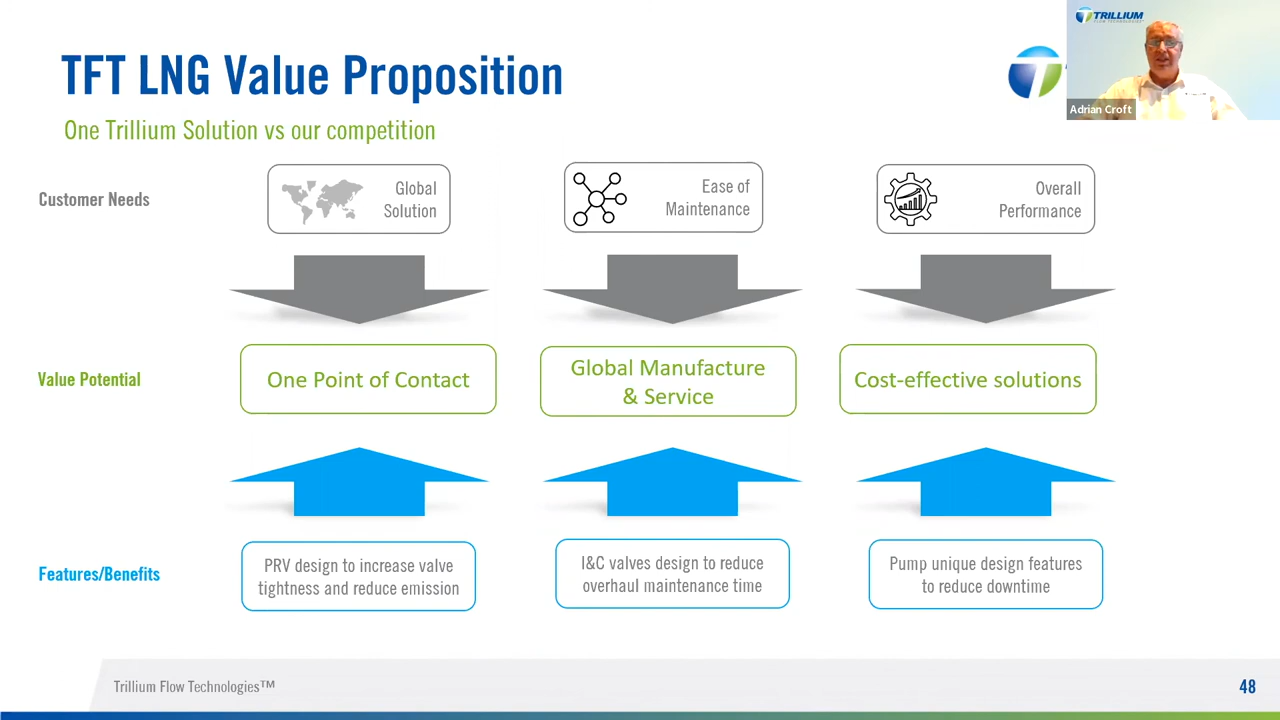 TRILLIUM
FLOW TECHNOLOGIES
Adrian Croft
TFT LNG Value Proposition
One Trillium Solution vs our competition
Customer Needs
Global
Solution
Ease of
Maintenance
Overall
Performance
Value Potential
One Point of Contact
Global Manufacture
& Service
Cost-effective solutions
Features/Benefits
PRV design to increase valve
tightness and reduce emission
I&C valves design to reduce
overhaul maintenance time
Pump unique design features
to reduce downtime
Trillium Flow Technologies™
48